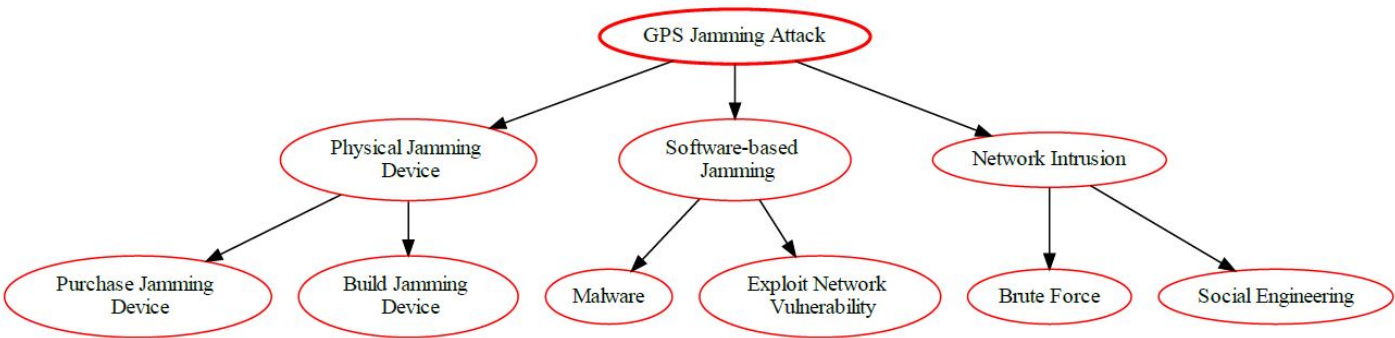 GPS Jamming Attack
Physical Jamming
Device
Software-based
Jamming
Network Intrusion
Purchase Jamming
Device
Build Jamming
Device
Malware
Exploit Network
Vulnerability
Brute Force
Social Engineering